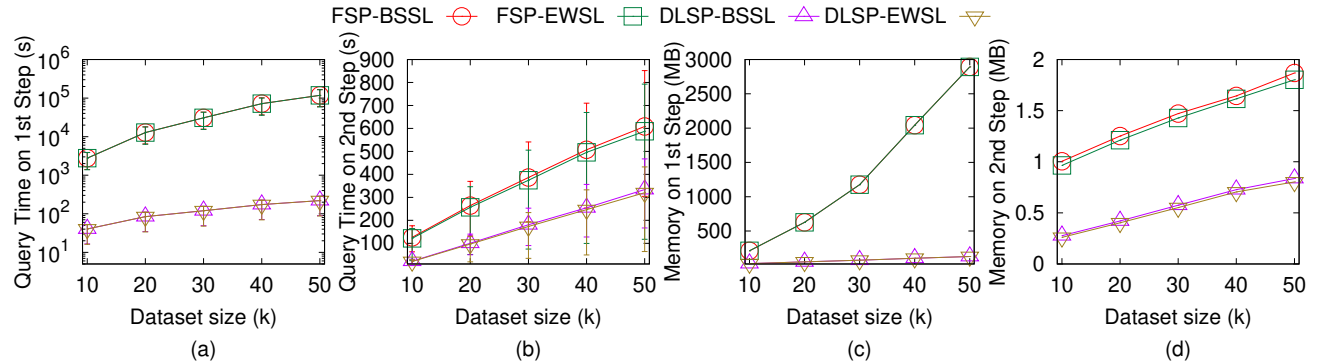 FSP-BSSL FSP-EWSL DLSP-BSSL DLSP-EWSL
Query Time on 1st Step (s)
10^6
10^5
10^4
10^3
10^2
10^1
10 20 30 40 50
Dataset size (k)
(a)
Query Time on 2nd Step (s)
900
800
700
600
500
400
300
200
100
10 20 30 40 50
Dataset size (k)
(b)
Memory on 1st Step (MB)
3000
2500
2000
1500
1000
500
10 20 30 40 50
Dataset size (k)
(c)
Memory on 2nd Step (MB)
2
1.5
1
0.5
0
10 20 30 40 50
Dataset size (k)
(d)